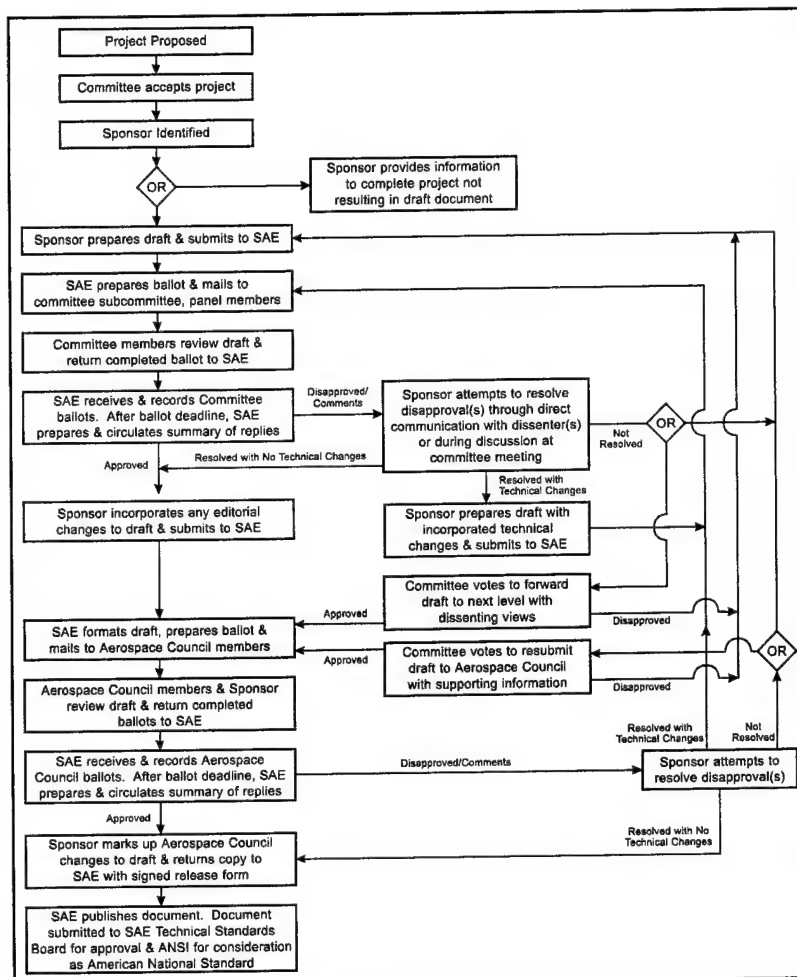 Project Proposed
Committee accepts project
Sponsor Identified
OR
Sponsor provides information
to complete project not
resulting in draft document
Sponsor prepares draft & submits to SAE
SAE prepares ballot & mails to
committee subcommittee, panel members
Committee members review draft &
return completed ballot to SAE
SAE receives & records Committee
ballots. After ballot deadline, SAE
prepares & circulates summary of replies
Disapproved/
Comments
Sponsor attempts to resolve
disapproval(s) through direct
communication with dissenter(s)
or during discussion at
committee meeting
Not
Resolved
OR
Approved
Resolved with No Technical Changes
Resolved with
Technical Changes
Sponsor incorporates any editorial
changes to draft & submits to SAE
Sponsor prepares draft with
incorporated technical
changes & submits to SAE
Committee votes to forward
draft to next level with
dissenting views
Approved
Disapproved
SAE formats draft, prepares ballot &
mails to Aerospace Council members
Approved
Committee votes to resubmit
draft to Aerospace Council
with supporting information
Disapproved
OR
Aerospace Council members & Sponsor
review draft & return completed
ballots to SAE
Resolved with
Technical Changes
Not
Resolved
SAE receives & records Aerospace
Council ballots. After ballot deadline, SAE
prepares & circulates summary of replies
Disapproved/Comments
Sponsor attempts to
resolve disapproval(s)
Approved
Resolved with No
Technical Changes
Sponsor marks up Aerospace Council
changes to draft & returns copy to
SAE with signed release form
SAE publishes document. Document
submitted to SAE Technical Standards
Board for approval & ANSI for consideration
as American National Standard